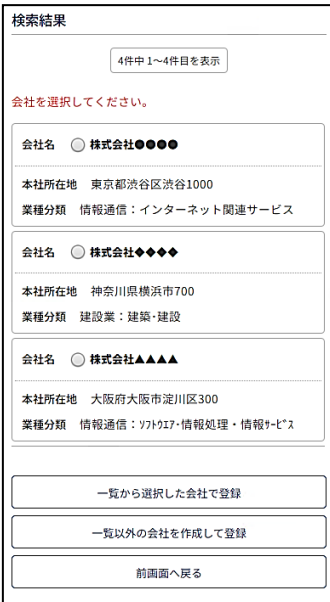 検索結果
4件中 1～4件目を表示
会社を選択してください。
会社名 株式会社●●●●
本社所在地 東京都渋谷区渋谷1000
業種分類 情報通信：インターネット関連サービス
会社名 株式会社◆◆◆◆
本社所在地 神奈川県横浜市700
業種分類 建設業：建築･建設
会社名 株式会社▲▲▲▲
本社所在地 大阪府大阪市淀川区300
業種分類 情報通信：ｿﾌﾄｳｴｱ･情報処理・情報ｻｰﾋﾞｽ
一覧から選択した会社で登録
一覧以外の会社を作成して登録
前画面へ戻る